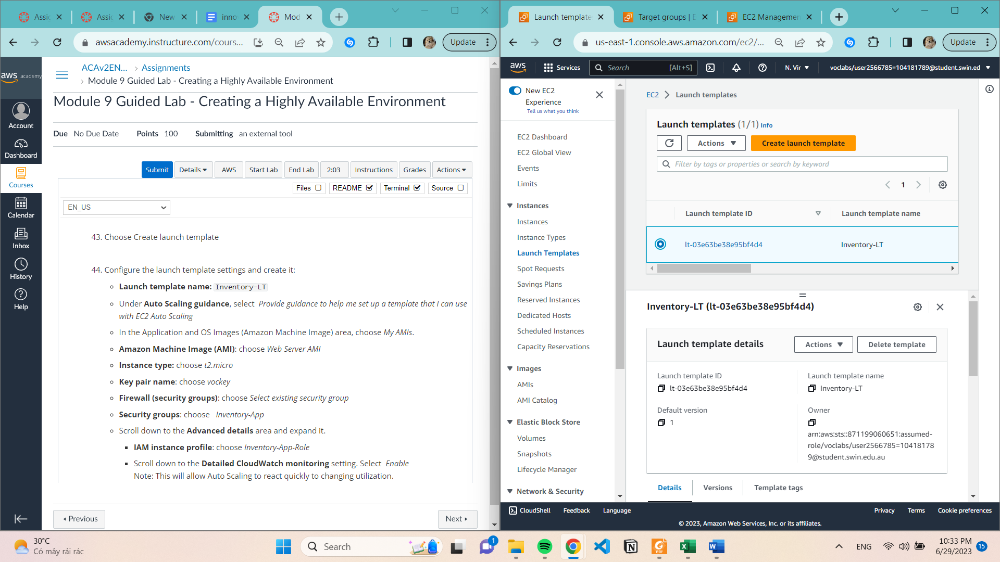 Assig
Assig
New
inno
Mod
awsacademy.instructure.com/cours...
Update
aws academy
Account
Dashboard
Courses
Calendar
Inbox
History
Help
ACAv2EN...
Assignments
Module 9 Guided Lab - Creating a Highly Available Environment
Module 9 Guided Lab - Creating a Highly Available Environment
Due No Due Date Points 100 Submitting an external tool
Submit Details AWS Start Lab End Lab 2:03 Instructions Grades Actions
Files README Terminal Source
EN_US
43. Choose Create launch template
44. Configure the launch template settings and create it:
Launch template name: Inventory-LT
Under Auto Scaling guidance, select Provide guidance to help me set up a template that I can use
with EC2 Auto Scaling
In the Application and OS Images (Amazon Machine Image) area, choose My AMIs.
Amazon Machine Image (AMI): choose Web Server AMI
Instance type: choose t2.micro
Key pair name: choose vockey
Firewall (security groups): choose Select existing security group
Security groups: choose Inventory-App
Scroll down to the Advanced details area and expand it.
IAM instance profile: choose Inventory-App-Role
Scroll down to the Detailed CloudWatch monitoring setting. Select Enable
Note: This will allow Auto Scaling to react quickly to changing utilization.
Previous
Next
Launch template
Target groups | E
EC2 Managemen
us-east-1.console.aws.amazon.com/ec2/...
Update
aws
Services
Search [Alt+S]
N. Vir
voclabs/user2566785=104181789@student.swin.ed
New EC2
Experience
Tell us what you think
EC2 Dashboard
EC2 Global View
Events
Limits
Instances
Instances
Instance Types
Launch Templates
Spot Requests
Savings Plans
Reserved Instances
Dedicated Hosts
Scheduled Instances
Capacity Reservations
Images
AMIs
AMI Catalog
Elastic Block Store
Volumes
Snapshots
Lifecycle Manager
Network & Security
EC2 Launch templates
Launch templates (1/1) Info
Actions
Create launch template
Filter by tags or properties or search by keyword
1
Launch template ID
Launch template name
lt-03e63be38e95bf4d4
Inventory-LT
Inventory-LT (lt-03e63be38e95bf4d4)
Launch template details
Actions
Delete template
Launch template ID
lt-03e63be38e95bf4d4
Launch template name
Inventory-LT
Default version
1
Owner
arn:aws:sts::871199060651:assumed-
role/voclabs/user2566785=10418178
9@student.swin.edu.au
Details
Versions
Template tags
CloudShell
Feedback
Language
Privacy
Terms
Cookie preferences
© 2023, Amazon Web Services, Inc. or its affiliates.
30°C
Có mây rải rác
Search
1
ENG
10:33 PM
6/29/2023
15